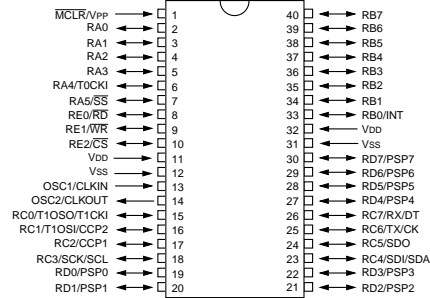 MCLR/VPP 1 40 RB7
RA0 2 39 RB6
RA1 3 38 RB5
RA2 4 37 RB4
RA3 5 36 RB3
RA4/T0CKI 6 35 RB2
RA5/SS 7 34 RB1
RE0/RD 8 33 RB0/INT
RE1/WR 9 32 VDD
RE2/CS 10 31 VSS
VDD 11 30 RD7/PSP7
VSS 12 29 RD6/PSP6
OSC1/CLKIN 13 28 RD5/PSP5
OSC2/CLKOUT 14 27 RD4/PSP4
RC0/T1OSO/T1CKI 15 26 RC7/RX/DT
RC1/T1OSI/CCP2 16 25 RC6/TX/CK
RC2/CCP1 17 24 RC5/SDO
RC3/SCK/SCL 18 23 RC4/SDI/SDA
RD0/PSP0 19 22 RD3/PSP3
RD1/PSP1 20 21 RD2/PSP2